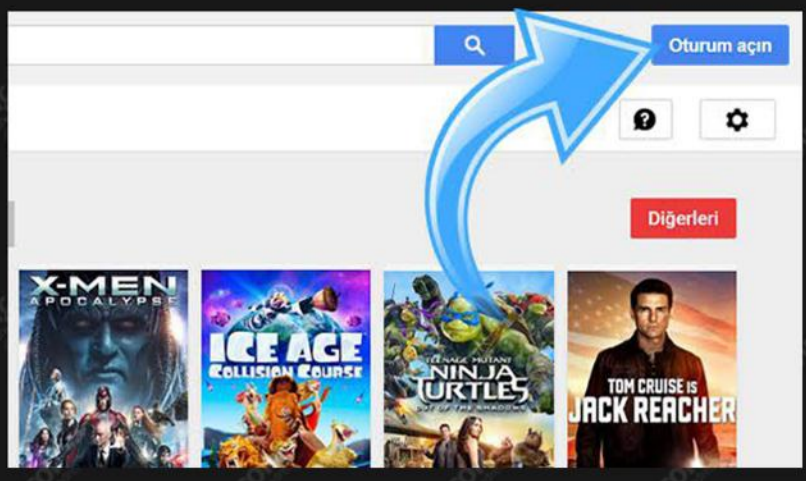 Oturum açın
Diğerleri
X-MEN
APOCALYPSE
ICE AGE
COLLISION COURSE
TEENAGE MUTANT
NINJA
TURTLES
OUT OF THE SHADOWS
TOM CRUISE IS
JACK REACHER